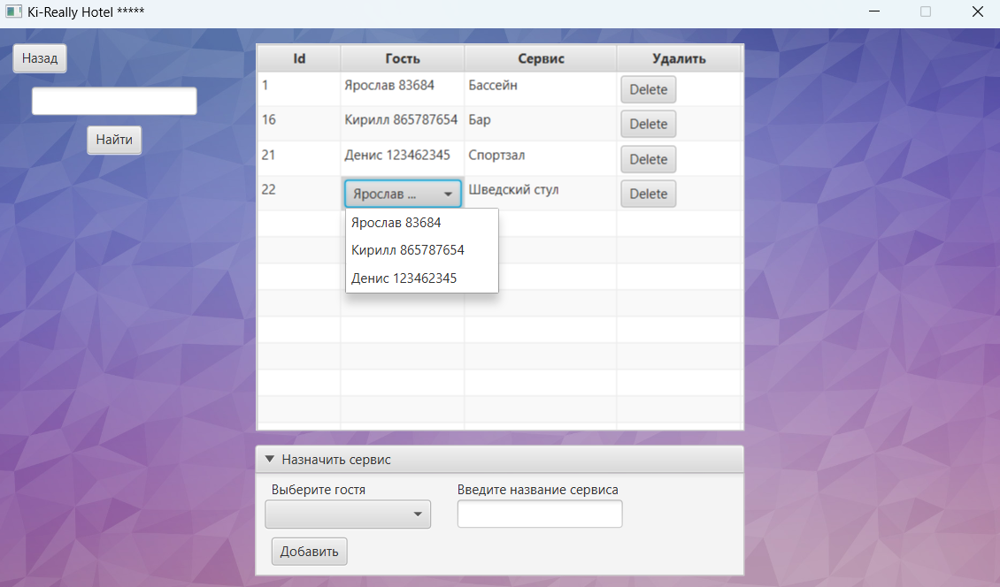 Ki-Really Hotel *****
Назад
Найти
Id Гость Сервис Удалить
1 Ярослав 83684 Бассейн Delete
16 Кирилл 865787654 Бар Delete
21 Денис 123462345 Спортзал Delete
22 Ярослав ... Шведский стул Delete
Ярослав 83684
Кирилл 865787654
Денис 123462345
Назначить сервис
Выберите гостя Введите название сервиса
Добавить